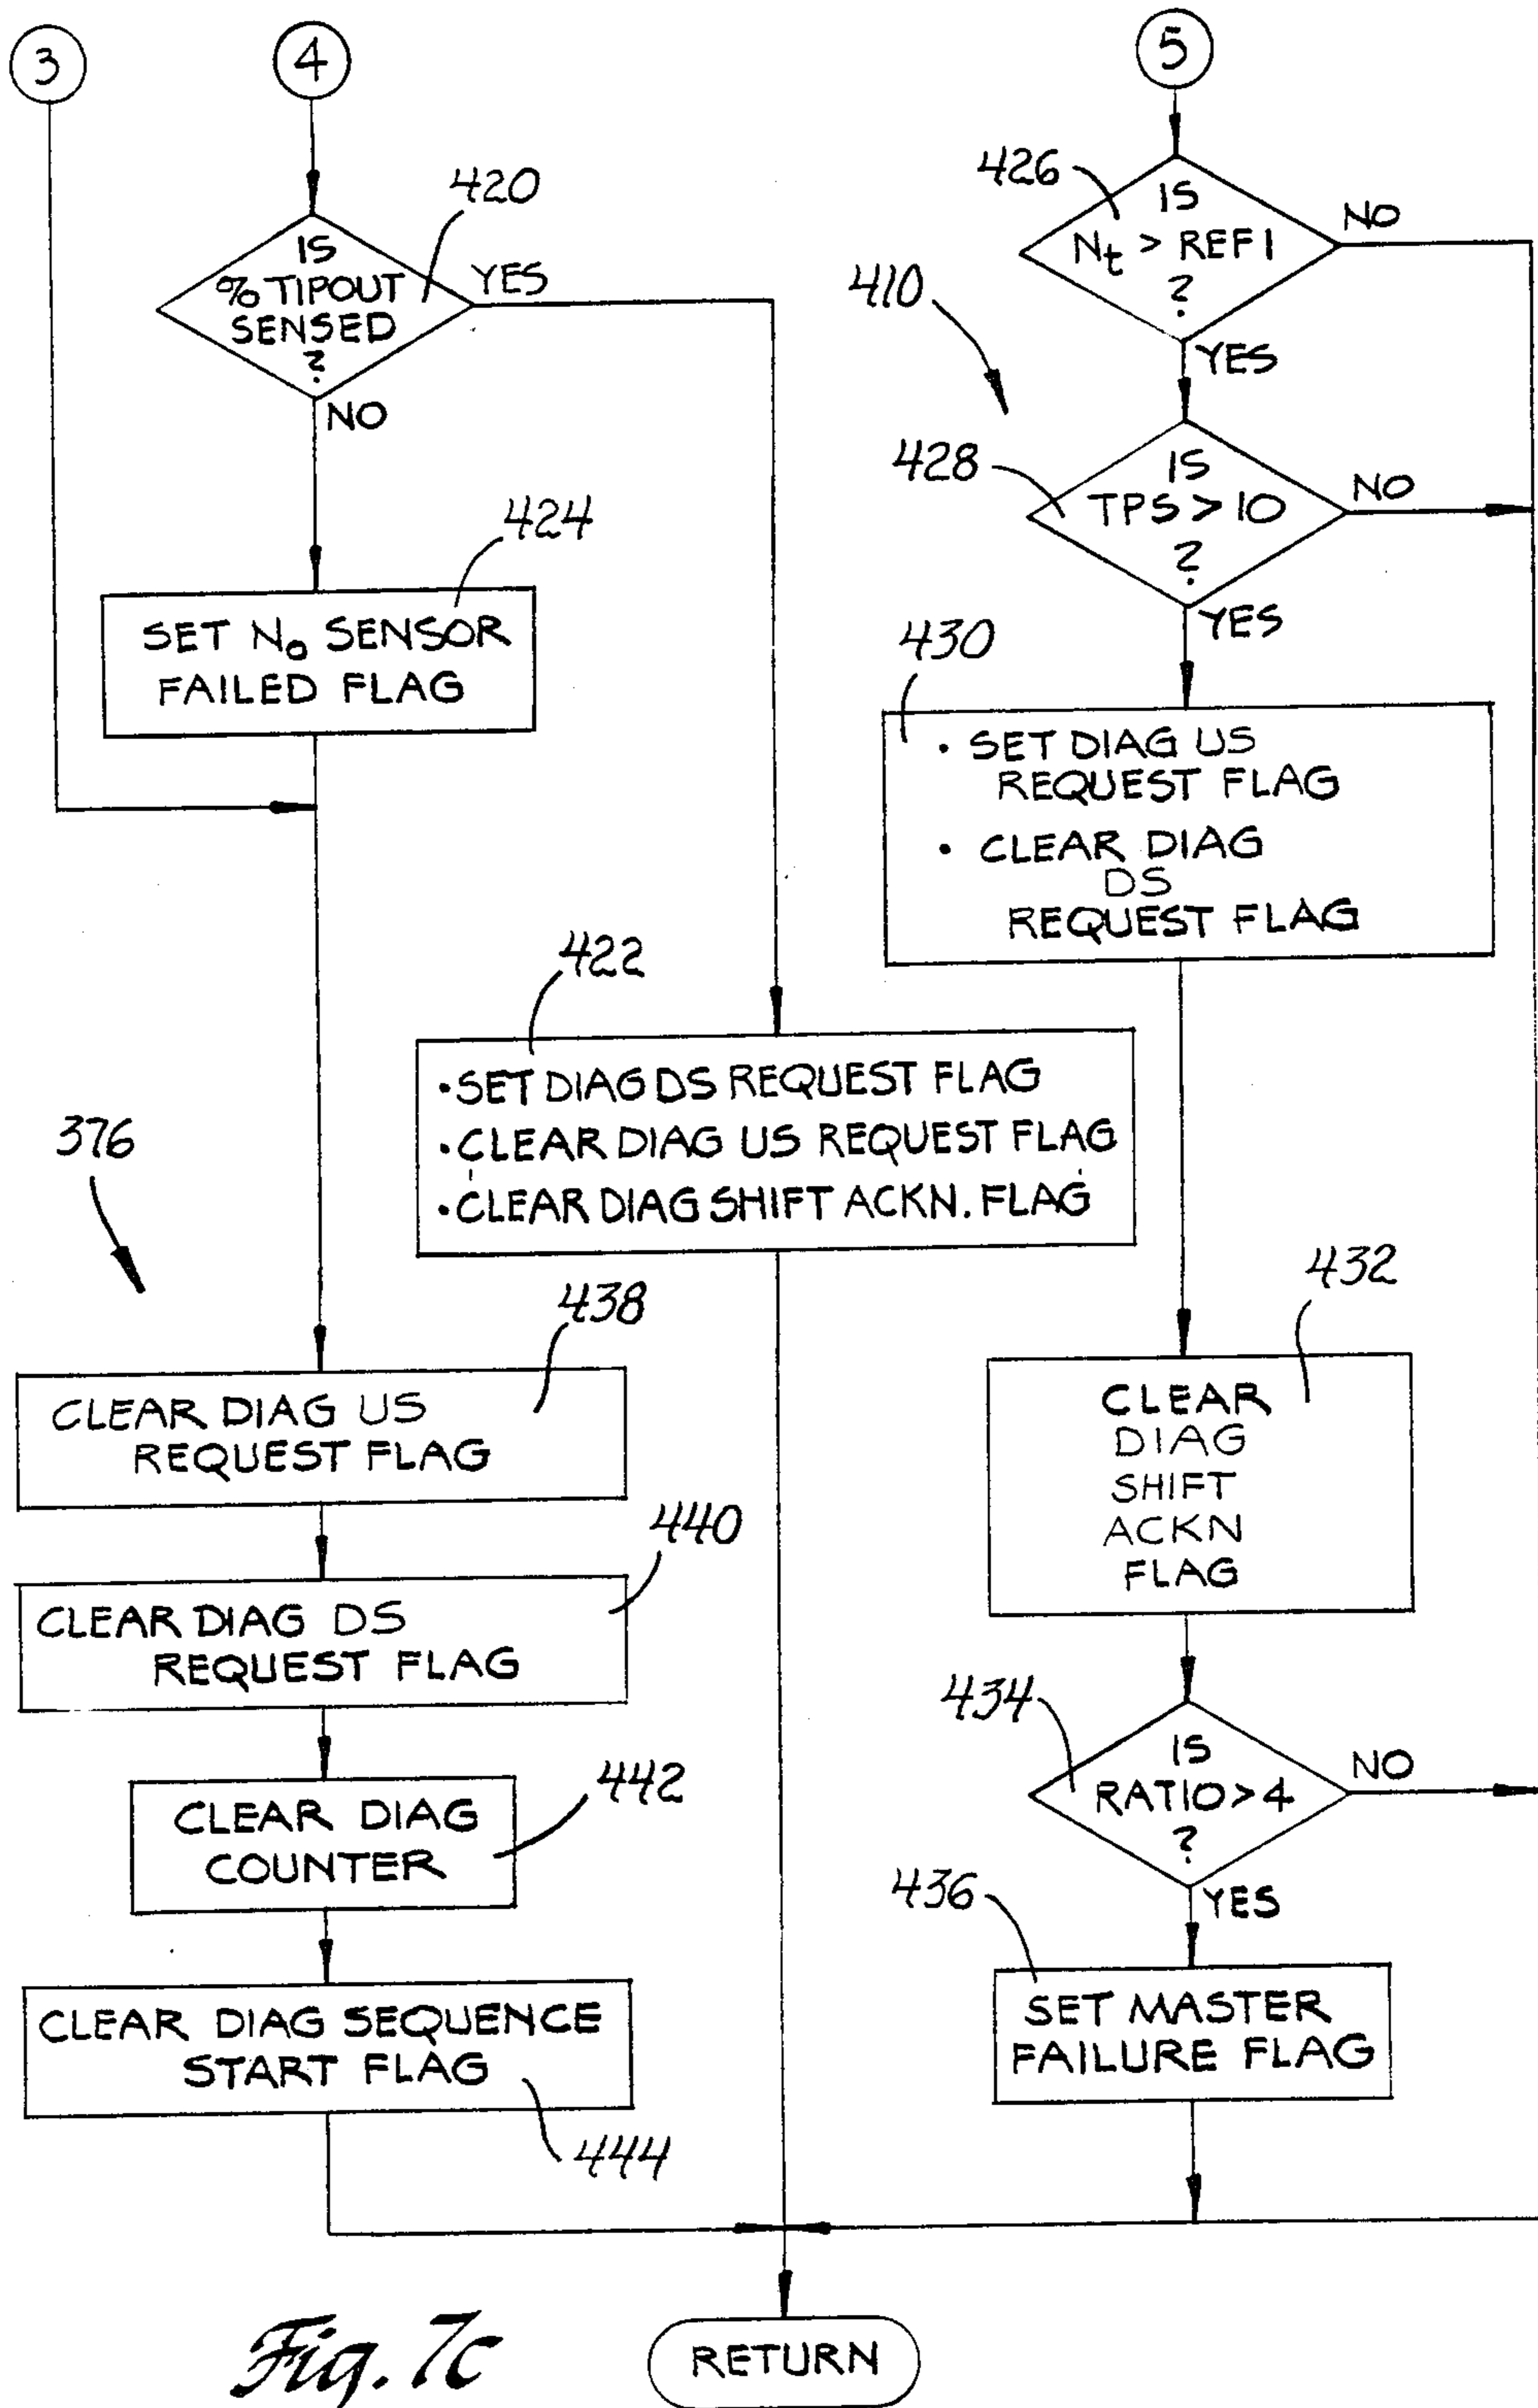 3
4
5
420
IS
% TIPOUT
SENSED
?
YES
NO
424
SET No SENSOR
FAILED FLAG
426
IS
Nt > REF1
?
NO
YES
410
428
IS
TPS > 10
?
NO
YES
430
• SET DIAG US
REQUEST FLAG
• CLEAR DIAG
DS
REQUEST FLAG
422
• SET DIAG DS REQUEST FLAG
• CLEAR DIAG US REQUEST FLAG
• CLEAR DIAG SHIFT ACKN. FLAG
376
438
CLEAR DIAG US
REQUEST FLAG
440
CLEAR DIAG DS
REQUEST FLAG
442
CLEAR DIAG
COUNTER
CLEAR DIAG SEQUENCE
START FLAG
444
432
CLEAR
DIAG
SHIFT
ACKN
FLAG
434
IS
RATIO > 4
?
NO
YES
436
SET MASTER
FAILURE FLAG
Fig. 7c
RETURN